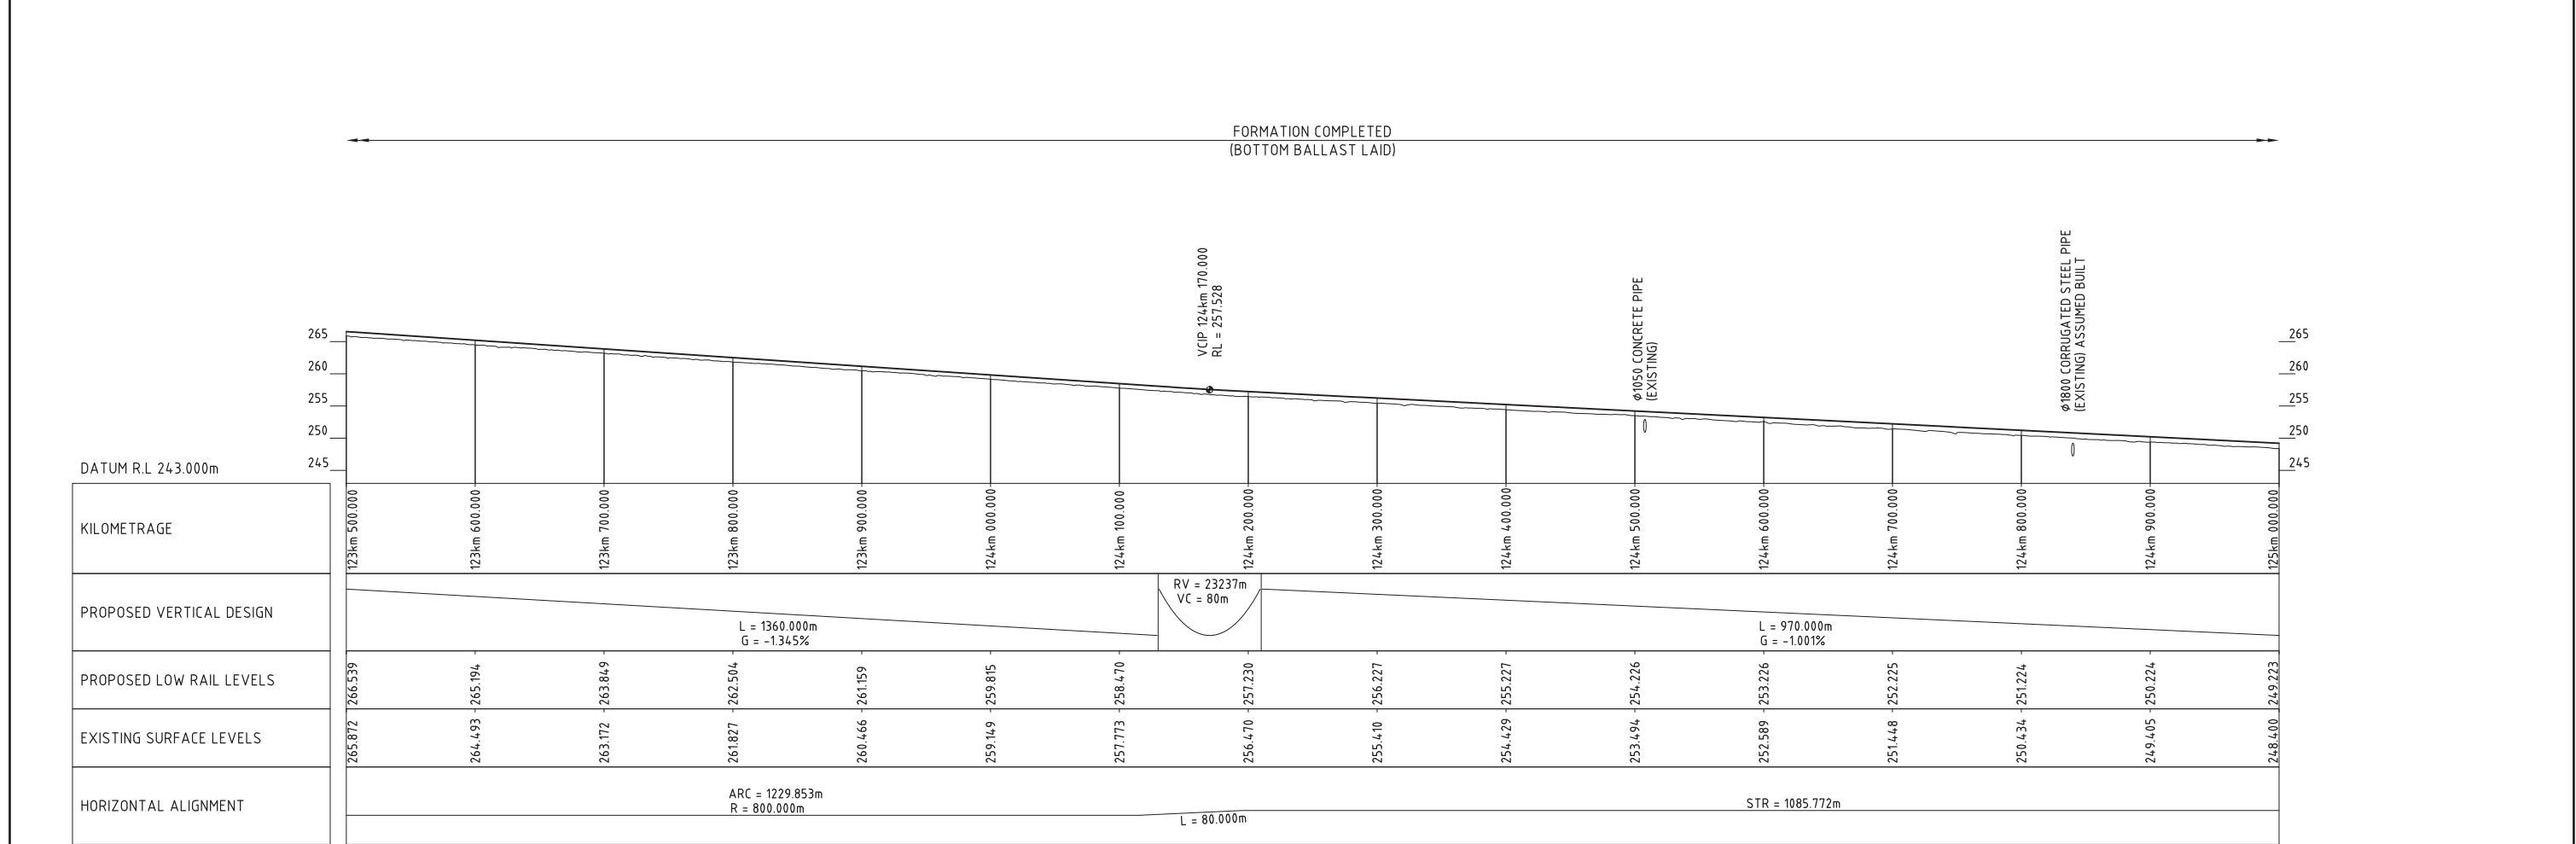 FORMATION COMPLETED
(BOTTOM BALLAST LAID)
VCIP 124km 170.000
RL = 257.528
ø1050 CONCRETE PIPE
(EXISTING)
ø1800 CORRUGATED STEEL PIPE
(EXISTING) ASSUMED BUILT
265
260
255
250
245
265
260
255
250
245
DATUM R.L 243.000m
KILOMETRAGE
123km 500.000
123km 600.000
123km 700.000
123km 800.000
123km 900.000
124km 000.000
124km 100.000
124km 200.000
124km 300.000
124km 400.000
124km 500.000
124km 600.000
124km 700.000
124km 800.000
124km 900.000
125km 000.000
PROPOSED VERTICAL DESIGN
L = 1360.000m
G = -1.345%
RV = 23237m
VC = 80m
L = 970.000m
G = -1.001%
PROPOSED LOW RAIL LEVELS
266.539
265.194
263.849
262.504
261.159
259.815
258.470
257.230
256.227
255.227
254.226
253.226
252.225
251.224
250.224
249.223
EXISTING SURFACE LEVELS
265.872
264.493
263.172
261.827
260.466
259.149
257.773
256.470
255.410
254.429
253.494
252.589
251.448
250.434
249.405
248.400
HORIZONTAL ALIGNMENT
ARC = 1229.853m
R = 800.000m
L = 80.000m
STR = 1085.772m